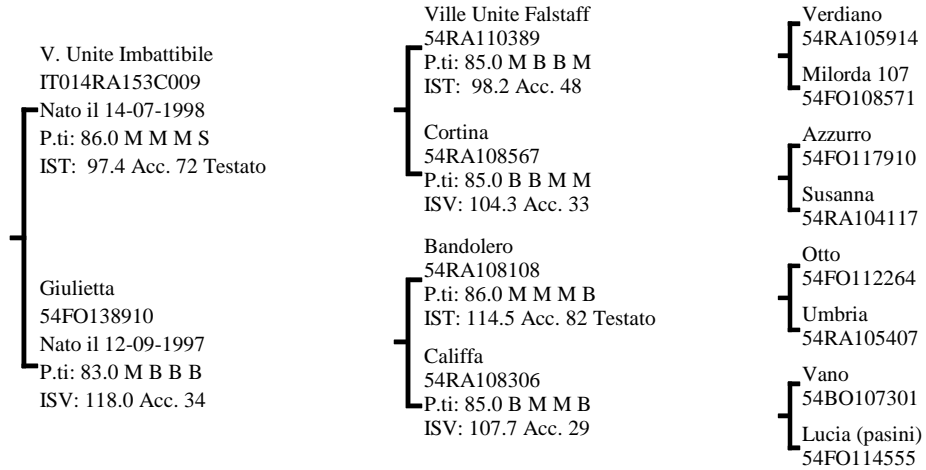 V. Unite Imbattibile
IT014RA153C009
Nato il 14-07-1998
P.ti: 86.0 M M M S
IST: 97.4 Acc. 72 Testato
Giulietta
54FO138910
Nato il 12-09-1997
P.ti: 83.0 M B B B
ISV: 118.0 Acc. 34
Ville Unite Falstaff
54RA110389
P.ti: 85.0 M B B M
IST: 98.2 Acc. 48
Cortina
54RA108567
P.ti: 85.0 B B M M
ISV: 104.3 Acc. 33
Bandolero
54RA108108
P.ti: 86.0 M M M B
IST: 114.5 Acc. 82 Testato
Califfa
54RA108306
P.ti: 85.0 B M M B
ISV: 107.7 Acc. 29
Verdiano
54RA105914
Milorda 107
54FO108571
Azzurro
54FO117910
Susanna
54RA104117
Otto
54FO112264
Umbria
54RA105407
Vano
54BO107301
Lucia (pasini)
54FO114555